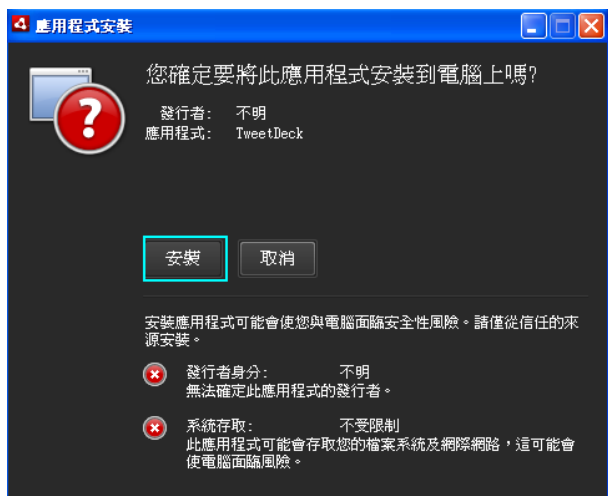 應用程式安裝
您確定要將此應用程式安裝到電腦上嗎?
發行者: 不明
應用程式: TweetDeck
安裝 取消
安裝應用程式可能會使您與電腦面臨安全性風險。請僅從信任的來
源安裝。
發行者身分: 不明
無法確定此應用程式的發行者。
系統存取: 不受限制
此應用程式可能會存取您的檔案系統及網際網路，這可能會
使電腦面臨風險。